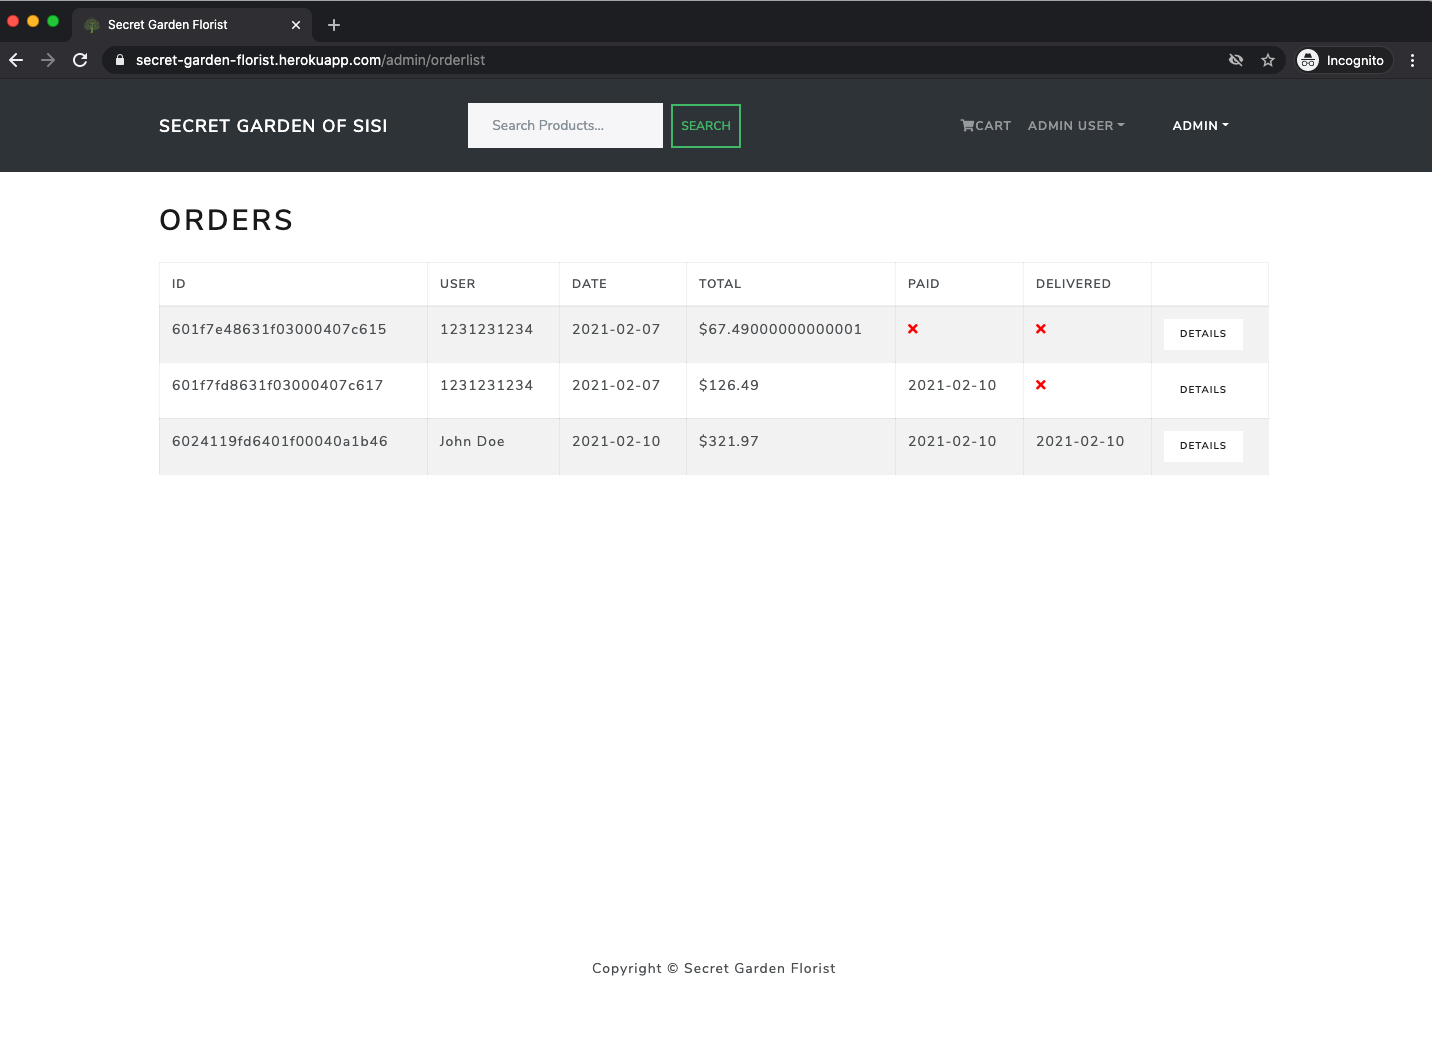 Secret Garden Florist
secret-garden-florist.herokuapp.com/admin/orderlist
Incognito
SECRET GARDEN OF SISI
Search Products...
SEARCH
CART
ADMIN USER
ADMIN
ORDERS
ID USER DATE TOTAL PAID DELIVERED
601f7e48631f03000407c615 1231231234 2021-02-07 $67.49000000000001 DETAILS
601f7fd8631f03000407c617 1231231234 2021-02-07 $126.49 2021-02-10 DETAILS
6024119fd6401f00040a1b46 John Doe 2021-02-10 $321.97 2021-02-10 2021-02-10 DETAILS
Copyright © Secret Garden Florist